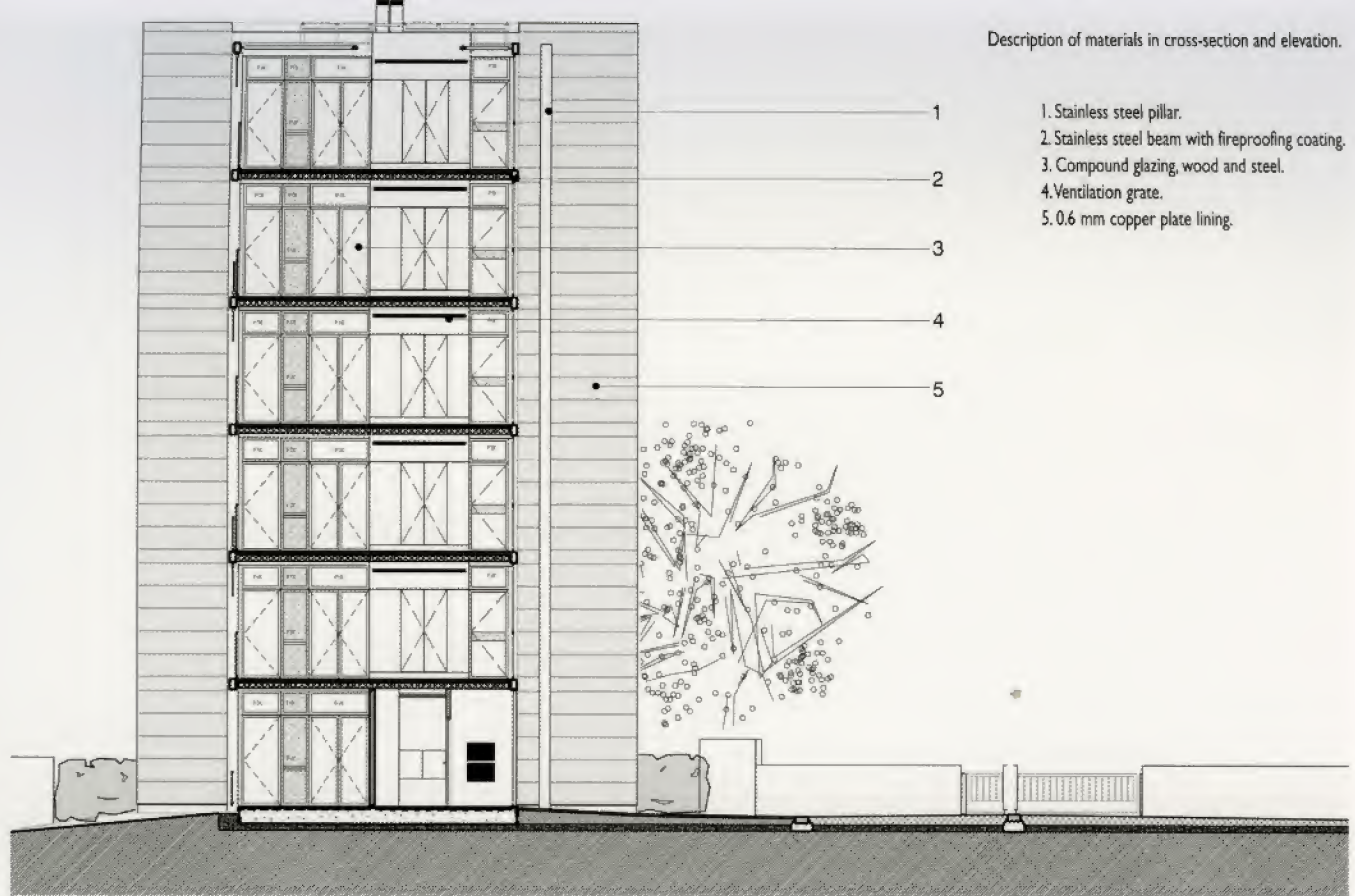 Description of materials in cross-section and elevation.
1. Stainless steel pillar.
2. Stainless steel beam with fireproofing coating.
3. Compound glazing, wood and steel.
4. Ventilation grate.
5. 0.6 mm copper plate lining.
1
2
3
4
5